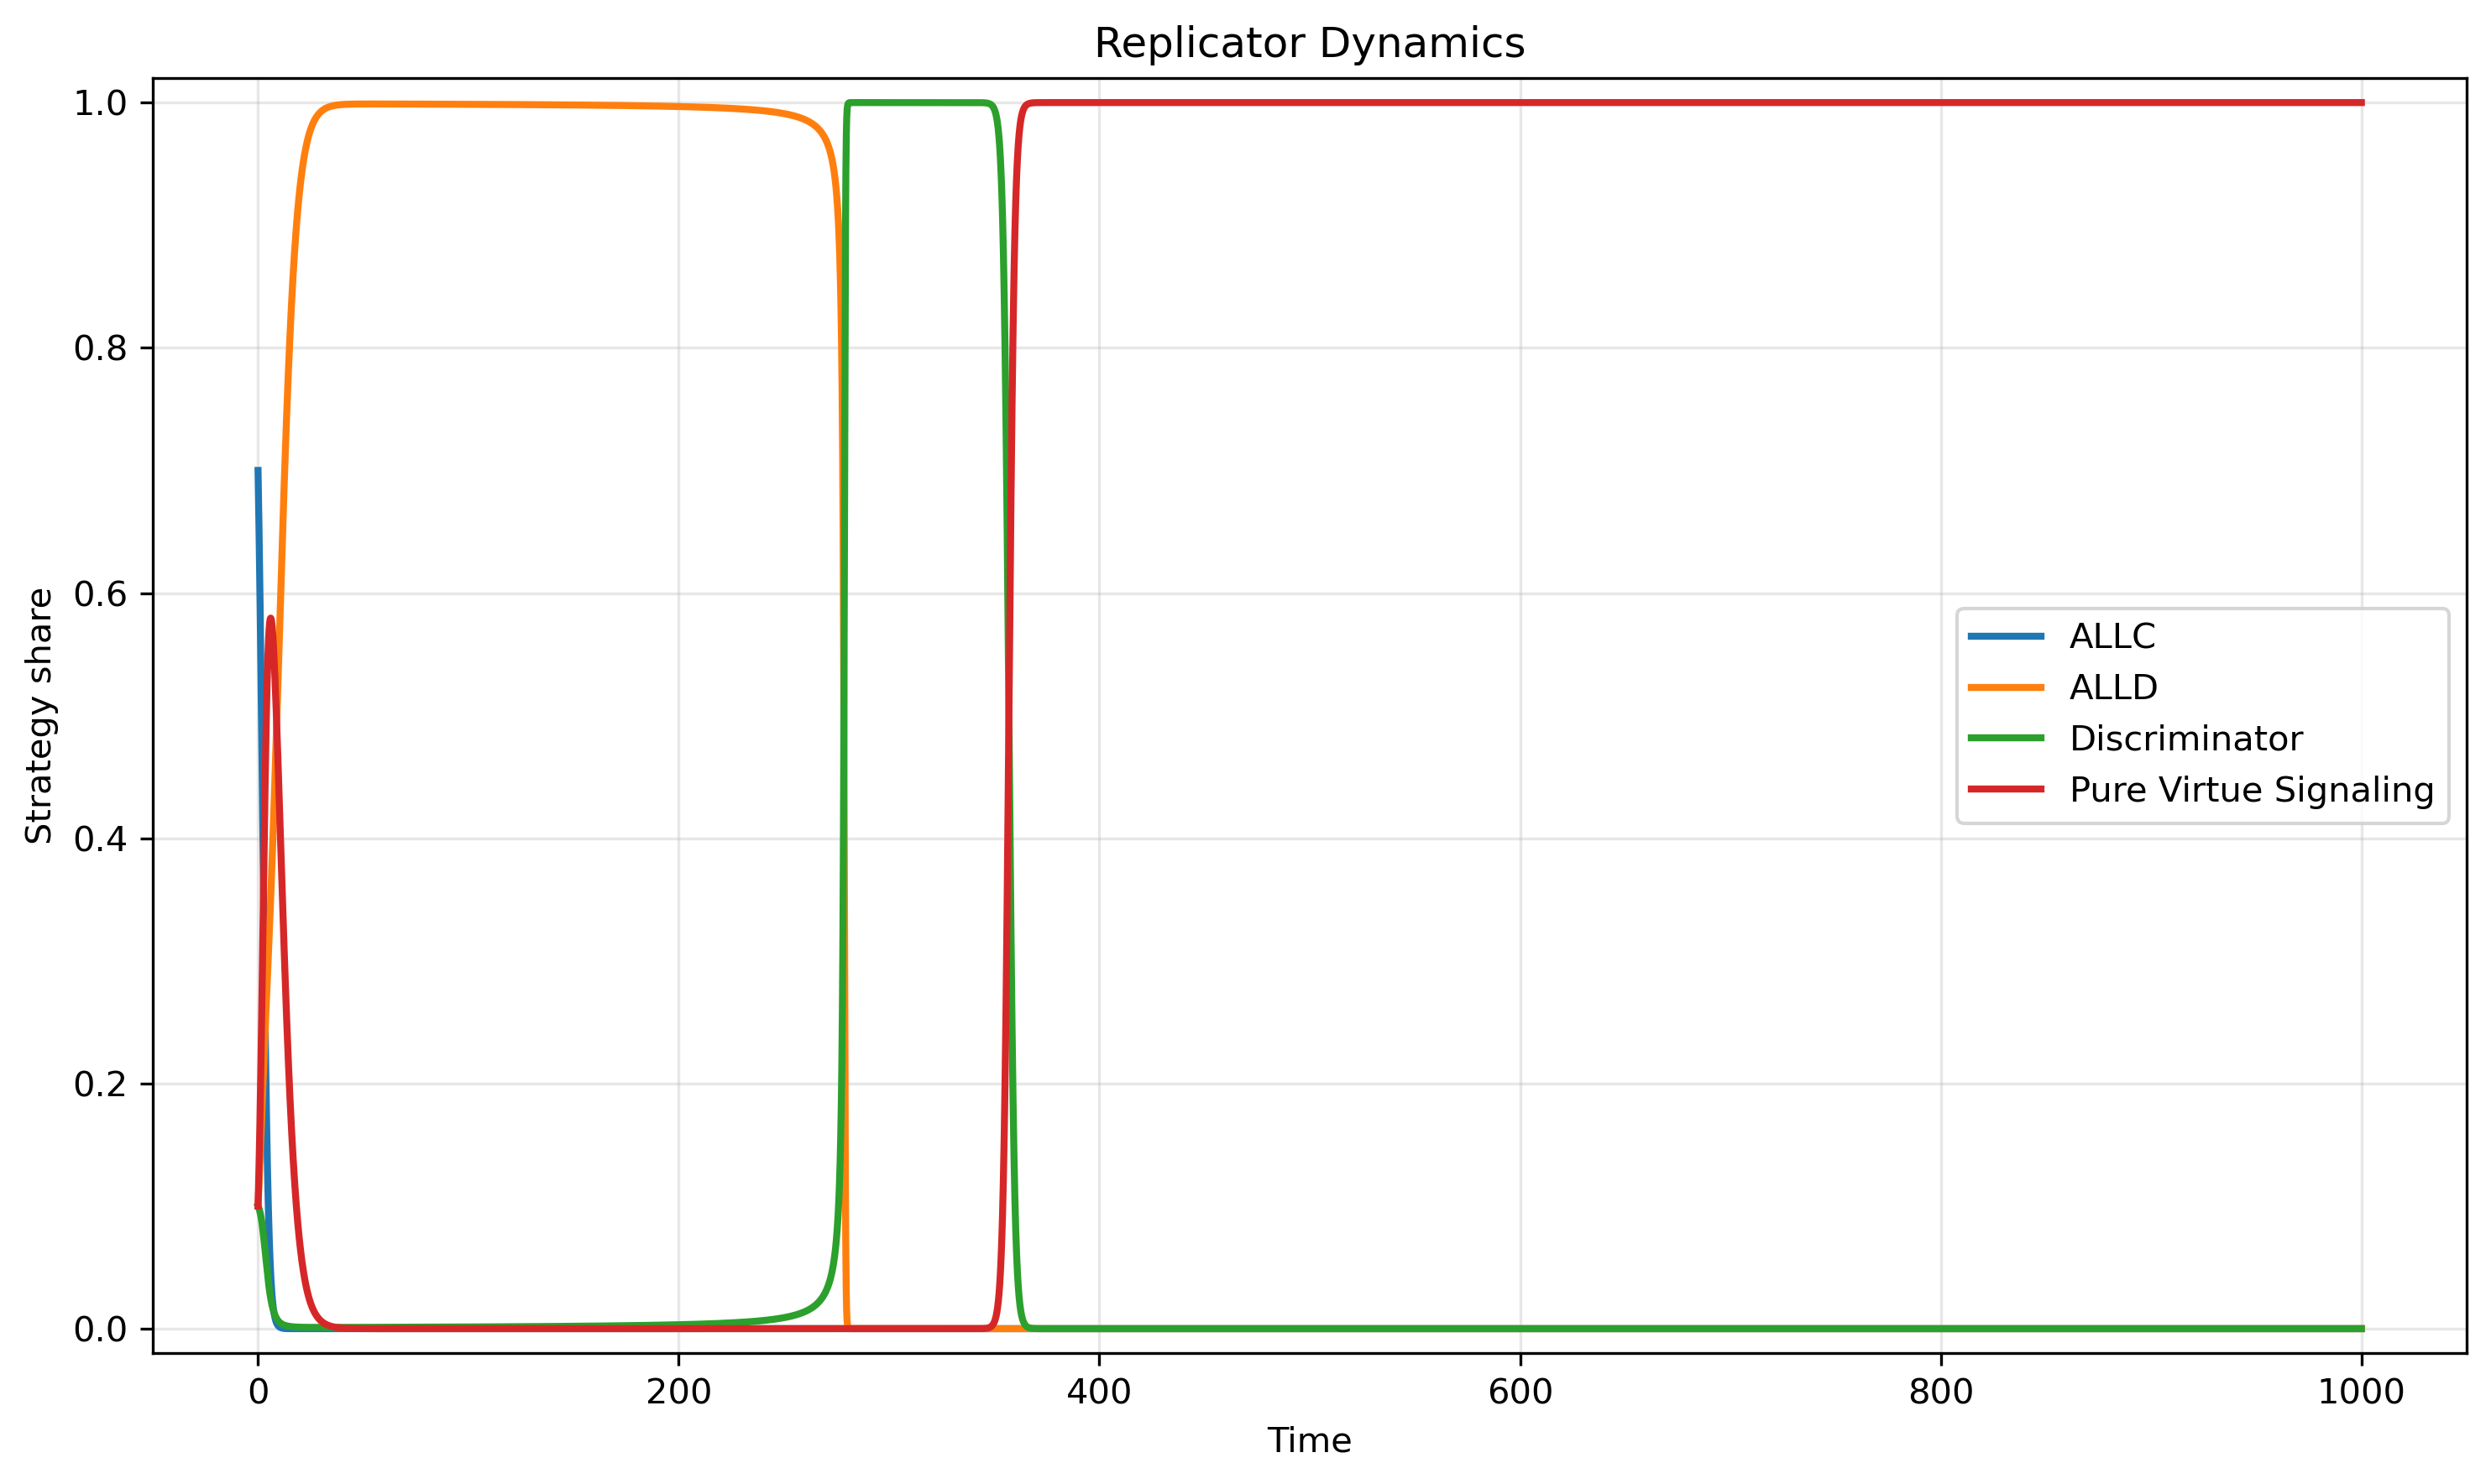 Replicator Dynamics
1.0
0.8
0.6
0.4
0.2
0.0
Strategy share
ALLC
ALLD
Discriminator
Pure Virtue Signaling
0 200 400 600 800 1000
Time